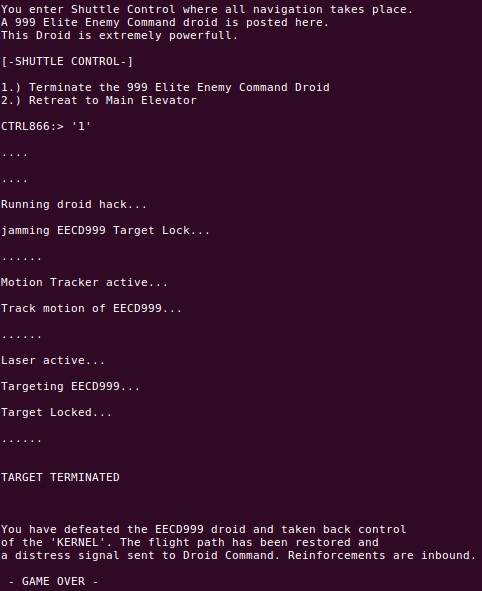 You enter Shuttle Control where all navigation takes place.
A 999 Elite Enemy Command droid is posted here.
This Droid is extremely powerfull.
[-SHUTTLE CONTROL-]
1.) Terminate the 999 Elite Enemy Command Droid
2.) Retreat to Main Elevator
CTRL866:> '1'
....
....
Running droid hack...
jamming EECD999 Target Lock...
......
Motion Tracker active...
Track motion of EECD999...
......
Laser active...
Targeting EECD999...
Target Locked...
......
TARGET TERMINATED
You have defeated the EECD999 droid and taken back control
of the 'KERNEL'. The flight path has been restored and
a distress signal sent to Droid Command. Reinforcements are inbound.
- GAME OVER -